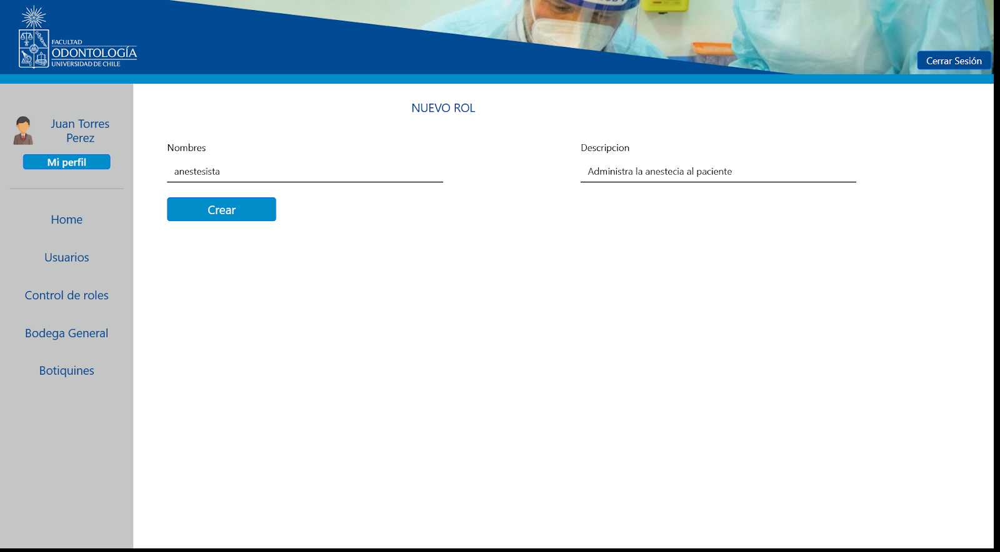 FACULTAD
ODONTOLOGÍA
UNIVERSIDAD DE CHILE
Cerrar Sesión
Juan Torres
Perez
Mi perfil
Home
Usuarios
Control de roles
Bodega General
Botiquines
NUEVO ROL
Nombres
anestesista
Descripcion
Administra la anestecia al paciente
Crear